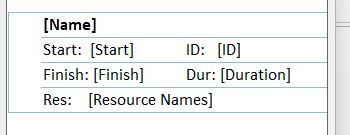 [Name]
Start: [Start] ID: [ID]
Finish: [Finish] Dur: [Duration]
Res: [Resource Names]